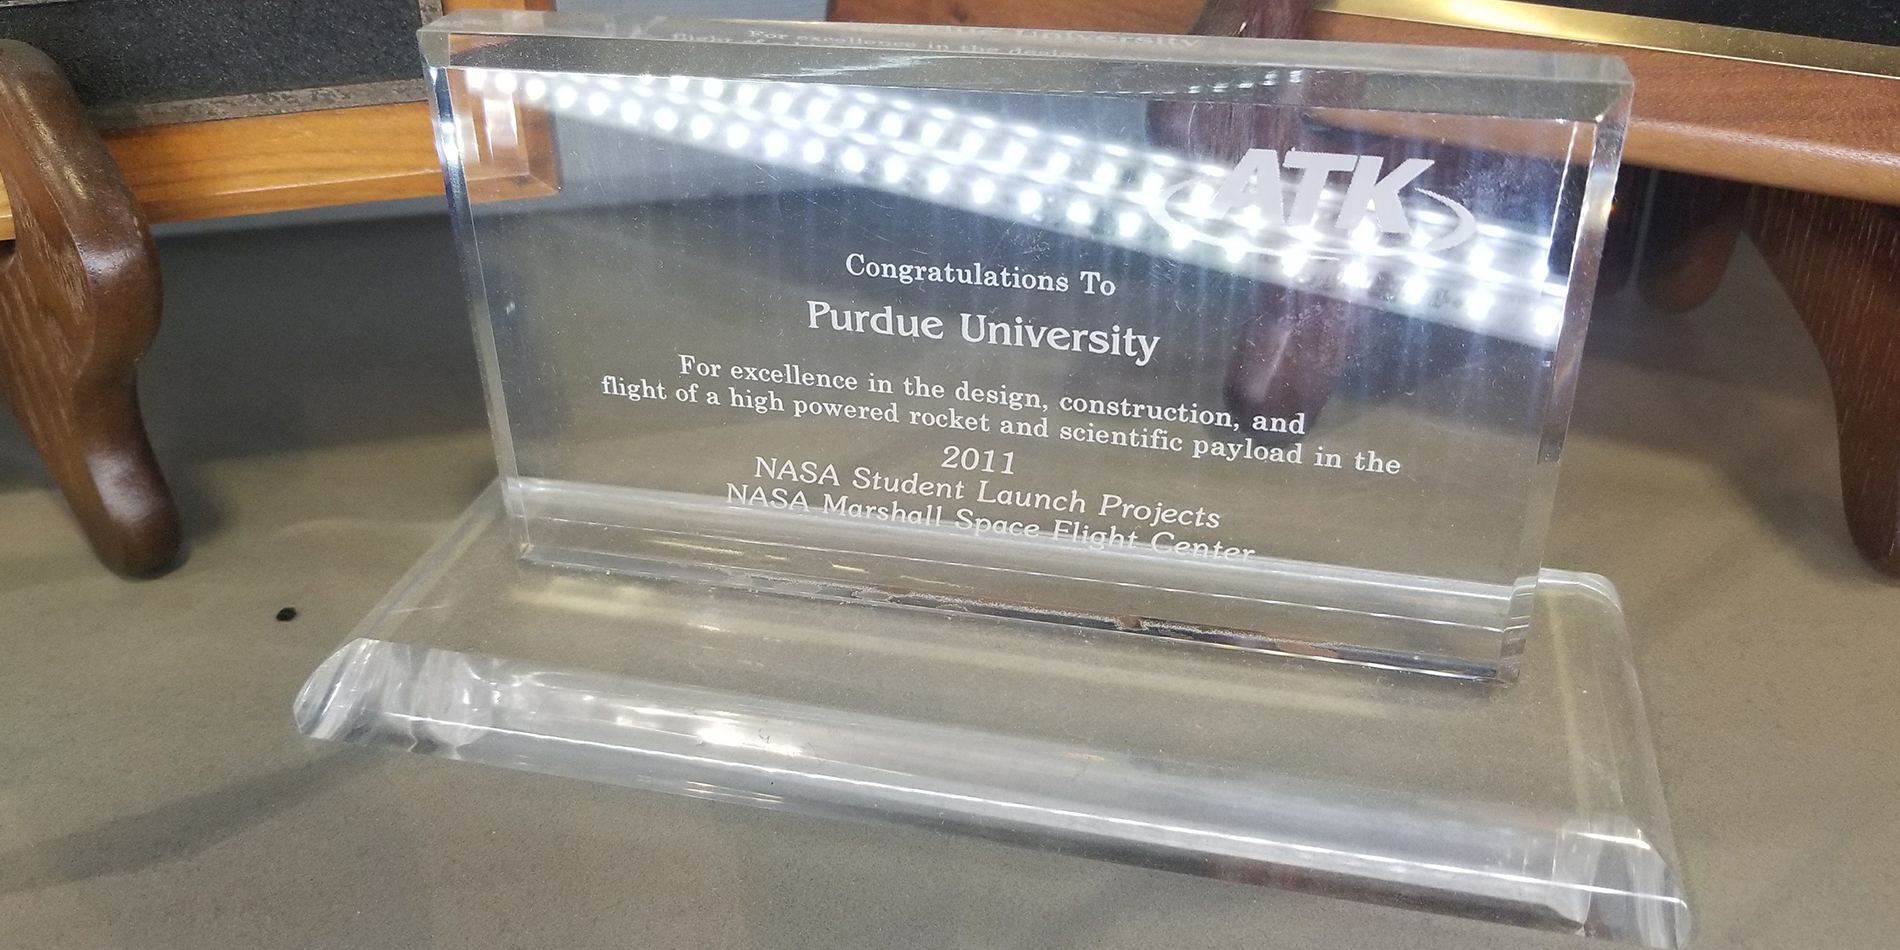 ATK
Congratulations To
Purdue University
For excellence in the design, construction, and
flight of a high powered rocket and scientific payload in the
2011
NASA Student Launch Projects
NASA Marshall Space Flight Center